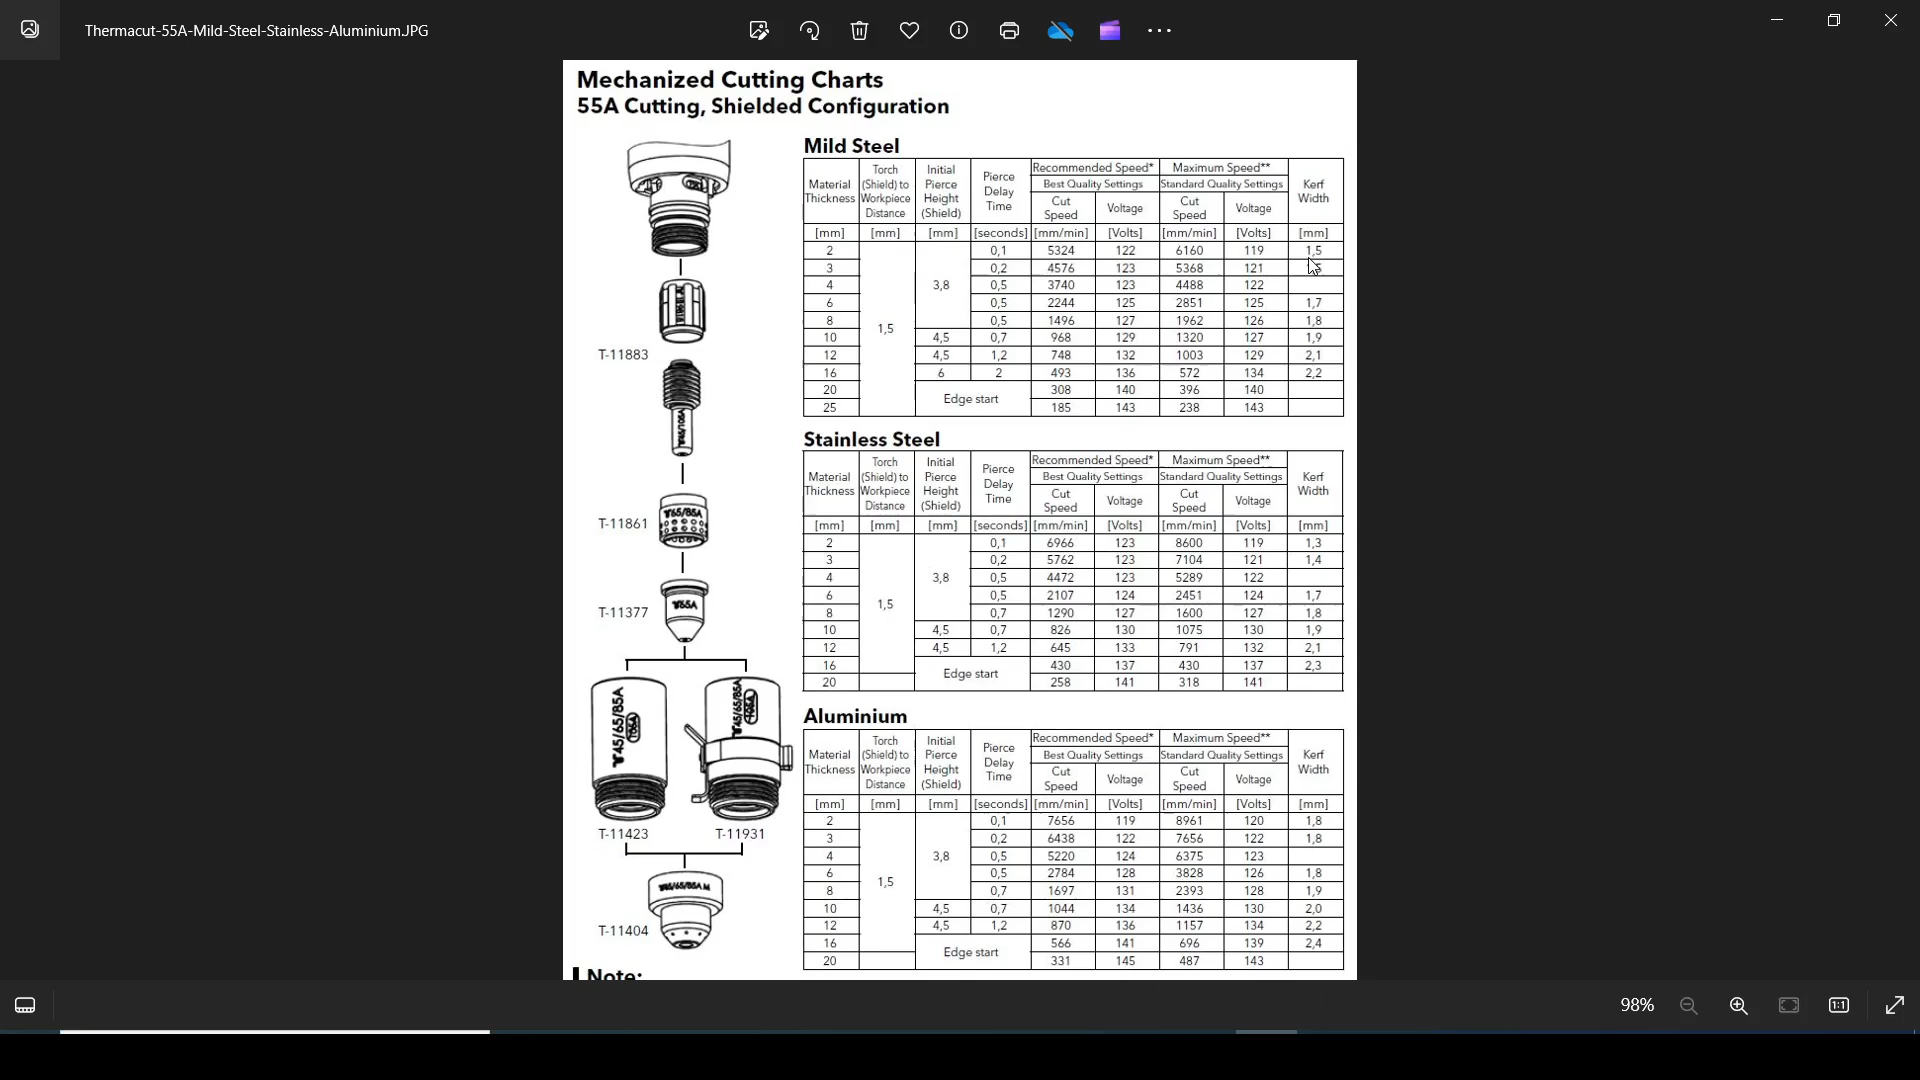 Thermacut-55A-Mild-Steel-Stainless-Aluminium.JPG
Mechanized Cutting Charts
55A Cutting, Shielded Configuration
T-11883
T-11861
T65/85A
T-11377
T-11423 T-11931
T-11404
Mild Steel
Material Thickness Torch (Shield) to Workpiece Distance Initial Pierce Height (Shield) Pierce Delay Time Recommended Speed* Maximum Speed** Kerf Width
Best Quality Settings Standard Quality Settings
Cut Speed Voltage Cut Speed Voltage
[mm] [mm] [mm] [seconds] [mm/min] [Volts] [mm/min] [Volts] [mm]
2 0,1 5324 122 6160 119 1,5
3 0,2 4576 123 5368 121
4 3,8 0,5 3740 123 4488 122
6 0,5 2244 125 2851 125 1,7
8 1,5 0,5 1496 127 1962 126 1,8
10 4,5 0,7 968 129 1320 127 1,9
12 4,5 1,2 748 132 1003 129 2,1
16 6 2 493 136 572 134 2,2
20 Edge start 308 140 396 140
25 185 143 238 143
Stainless Steel
Material Thickness Torch (Shield) to Workpiece Distance Initial Pierce Height (Shield) Pierce Delay Time Recommended Speed* Maximum Speed** Kerf Width
Best Quality Settings Standard Quality Settings
Cut Speed Voltage Cut Speed Voltage
[mm] [mm] [mm] [seconds] [mm/min] [Volts] [mm/min] [Volts] [mm]
2 0,1 6966 123 8600 119 1,3
3 0,2 5762 123 7104 121 1,4
4 3,8 0,5 4472 123 5289 122
6 1,5 0,5 2107 124 2451 124 1,7
8 0,7 1290 127 1600 127 1,8
10 4,5 0,7 826 130 1075 130 1,9
12 4,5 1,2 645 133 791 132 2,1
16 Edge start 430 137 430 137 2,3
20 258 141 318 141
Aluminium
Material Thickness Torch (Shield) to Workpiece Distance Initial Pierce Height (Shield) Pierce Delay Time Recommended Speed* Maximum Speed** Kerf Width
Best Quality Settings Standard Quality Settings
Cut Speed Voltage Cut Speed Voltage
[mm] [mm] [mm] [seconds] [mm/min] [Volts] [mm/min] [Volts] [mm]
2 0,1 7656 119 8961 120 1,8
3 0,2 6438 122 7656 122 1,8
4 3,8 0,5 5220 124 6375 123
6 0,5 2784 128 3828 126 1,8
8 1,5 0,7 1697 131 2393 128 1,9
10 4,5 0,7 1044 134 1436 130 2,0
12 4,5 1,2 870 136 1157 134 2,2
16 Edge start 566 141 696 139 2,4
20 331 145 487 143
Note:
98%
1:1